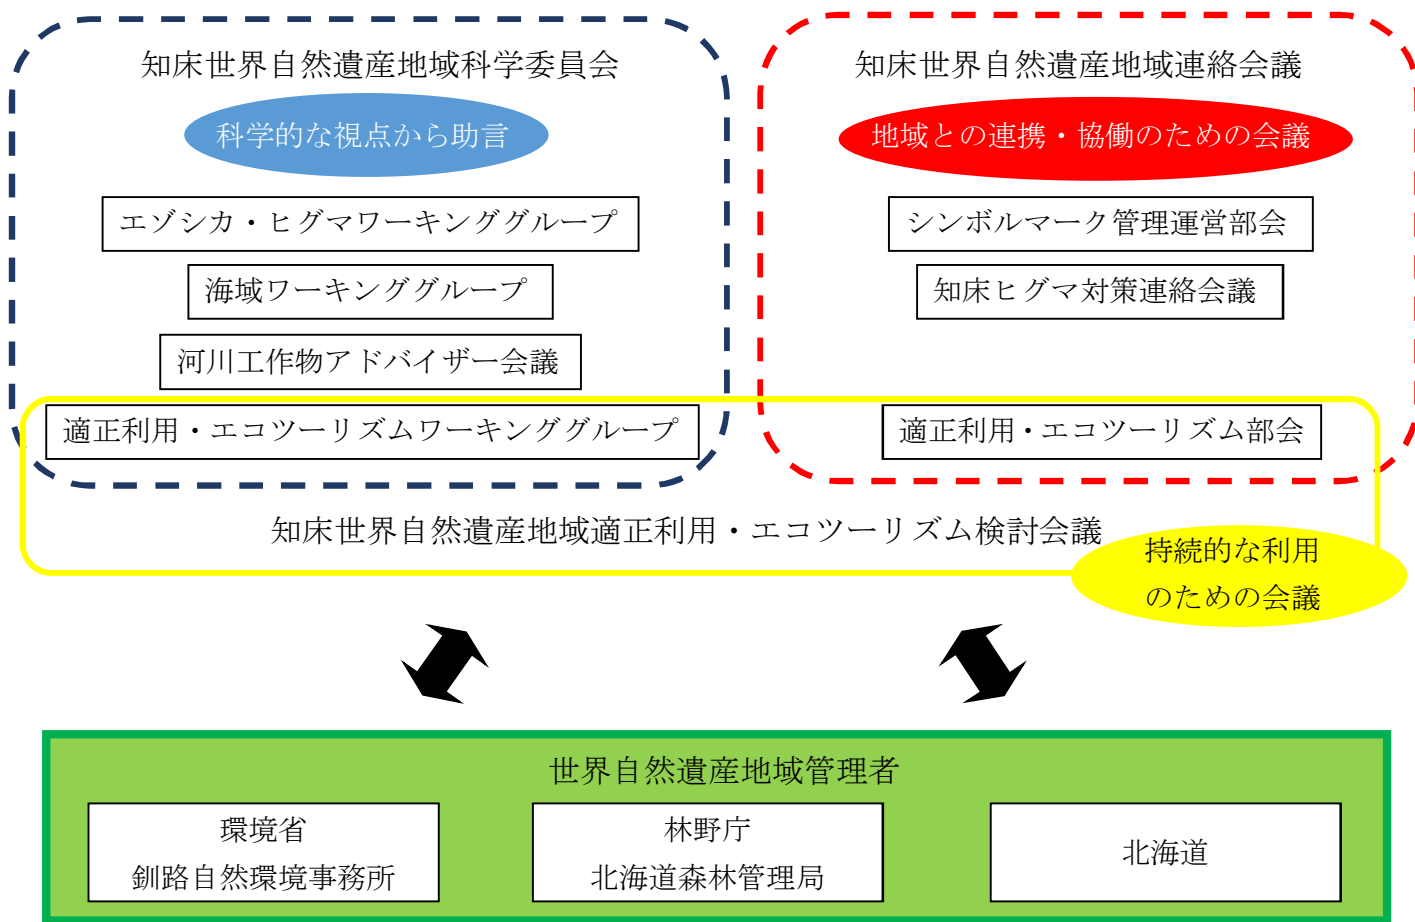 知床世界自然遺産地域科学委員会
科学的な視点から助言
エゾシカ・ヒグマワーキンググループ
海域ワーキンググループ
河川工作物アドバイザー会議
適正利用・エコツーリズムワーキンググループ
知床世界自然遺産地域連絡会議
地域との連携・協働のための会議
シンボルマーク管理運営部会
知床ヒグマ対策連絡会議
適正利用・エコツーリズム部会
知床世界自然遺産地域適正利用・エコツーリズム検討会議
持続的な利用
のための会議
世界自然遺産地域管理者
環境省
釧路自然環境事務所
林野庁
北海道森林管理局
北海道